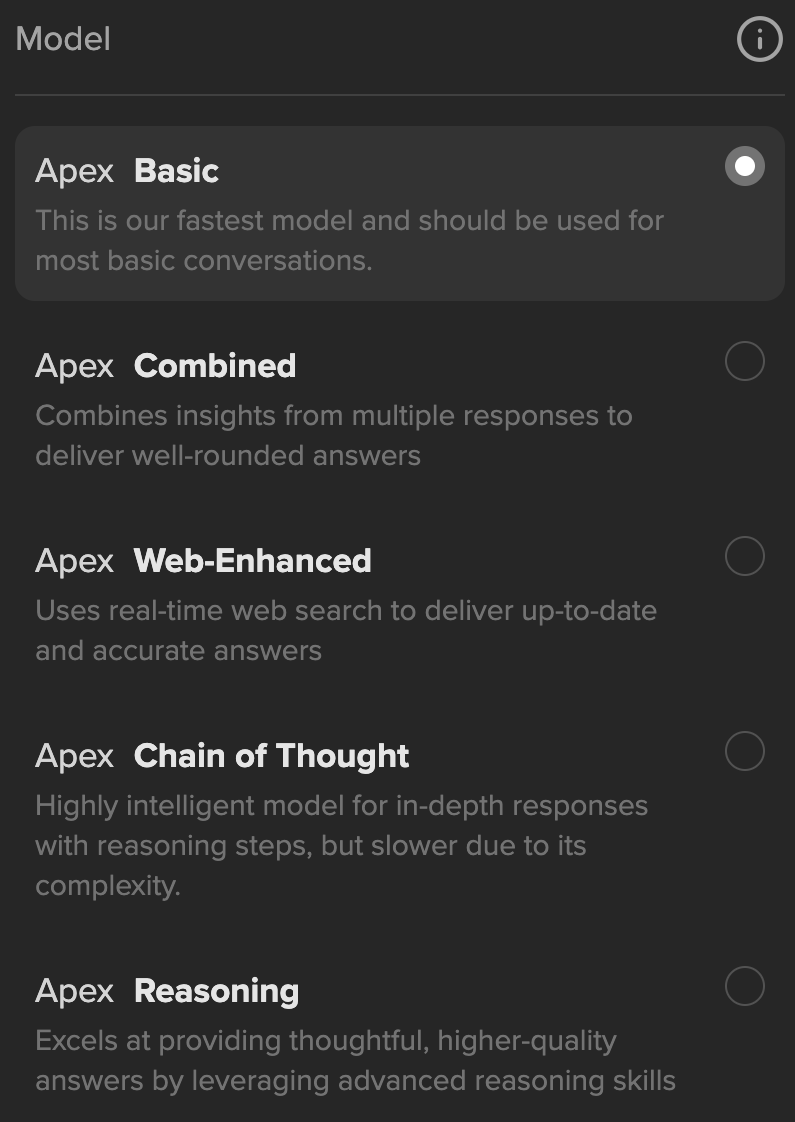 Model
Apex Basic
This is our fastest model and should be used for
most basic conversations.
Apex Combined
Combines insights from multiple responses to
deliver well-rounded answers
Apex Web-Enhanced
Uses real-time web search to deliver up-to-date
and accurate answers
Apex Chain of Thought
Highly intelligent model for in-depth responses
with reasoning steps, but slower due to its
complexity.
Apex Reasoning
Excels at providing thoughtful, higher-quality
answers by leveraging advanced reasoning skills